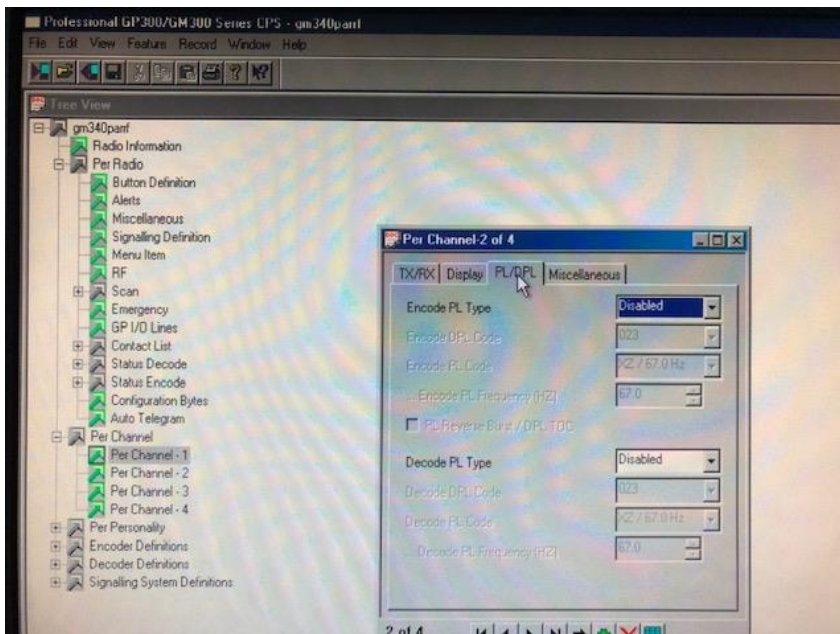 Professional GP300/GM300 Series CPS - gm340parrf
File Edit View Feature Record Window Help
Tree View
gm340parrf
Radio Information
Per Radio
Button Definition
Alerts
Miscellaneous
Signalling Definition
Menu Item
RF
Scan
Emergency
GP I/O Lines
Contact List
Status Decode
Status Encode
Configuration Bytes
Auto Telegram
Per Channel
Per Channel - 1
Per Channel - 2
Per Channel - 3
Per Channel - 4
Per Personality
Encoder Definitions
Decoder Definitions
Signalling System Definitions
Per Channel-2 of 4
TX/RX Display PL/DPL Miscellaneous
Encode PL Type Disabled
Encode DPL Code 023
Encode PL Code XZ / 67.0 Hz
...Encode PL Frequency (HZ) 67.0
PL Reverse Burst / DPL TOC
Decode PL Type Disabled
Decode DPL Code 023
Decode PL Code XZ / 67.0 Hz
...Decode PL Frequency (HZ) 67.0
2 of 4